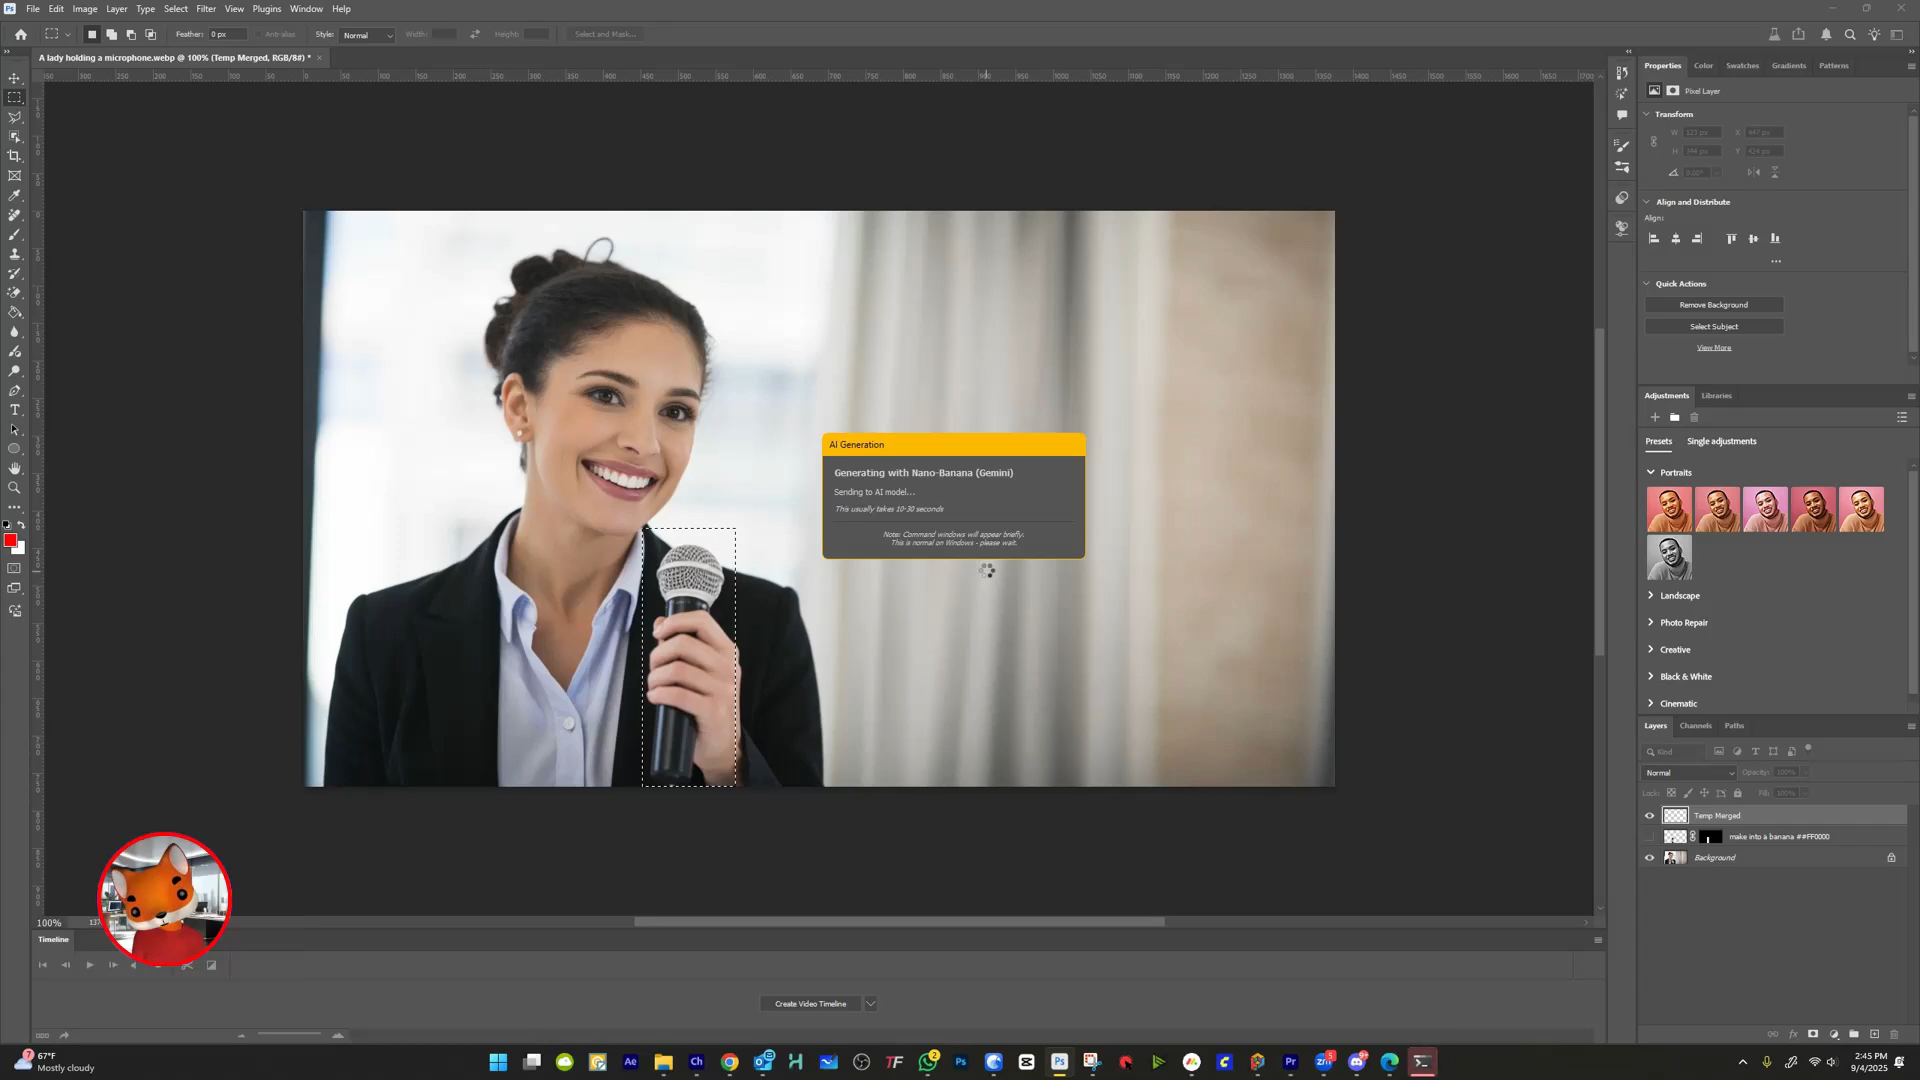 File Edit Image Layer Type Select Filter View Plugins Window Help
Feather: 0 px Anti-alias Style: Normal Width: Height: Select and Mask...
A lady holding a microphone.webp @ 100% (Temp Merged, RGB/8#) *
Properties Color Swatches Gradients Patterns
Pixel Layer
Transform
W 123 px X 447 px
H 344 px Y 424 px
0.00°
Align and Distribute
Align:
Quick Actions
Remove Background
Select Subject
View More
Adjustments Libraries
Presets Single adjustments
Portraits
Landscape
Photo Repair
Creative
Black & White
Cinematic
AI Generation
Generating with Nano-Banana (Gemini)
Sending to AI model...
This usually takes 10-30 seconds
Note: Command windows will appear briefly.
This is normal on Windows - please wait.
Layers Channels Paths
Kind
Normal Opacity: 100%
Lock: Fill: 100%
Temp Merged
make into a banana ##FF0000
Background
100%
Timeline
Create Video Timeline
67°F
Mostly cloudy
2:45 PM
9/4/2025